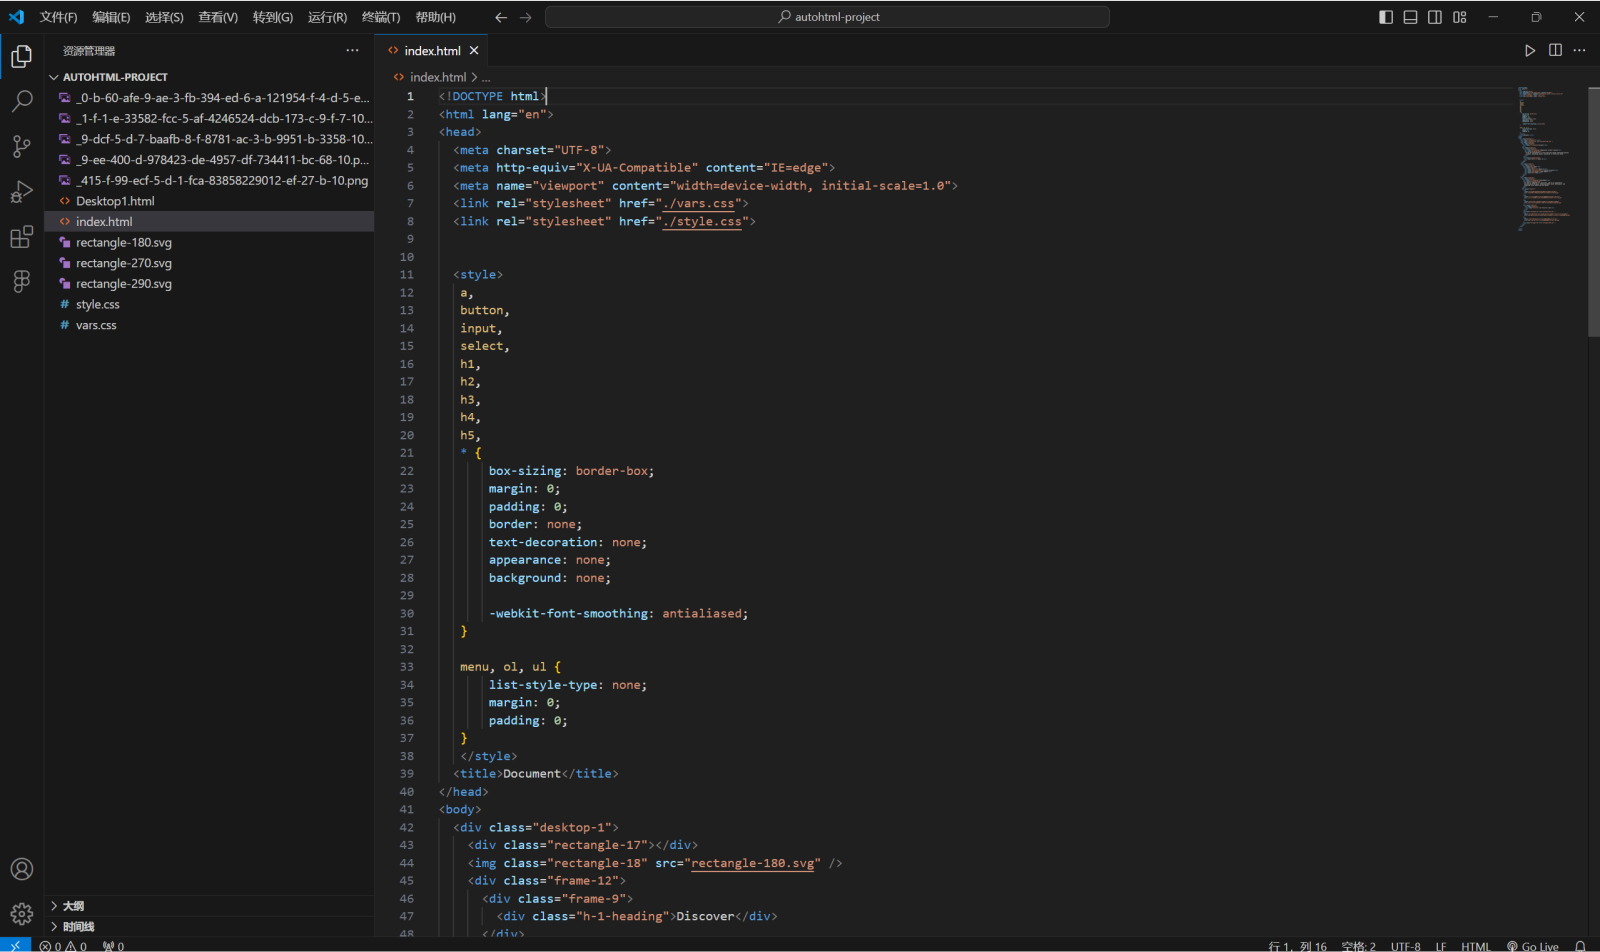 文件(F) 编辑(E) 选择(S) 查看(V) 转到(G) 运行(R) 终端(T) 帮助(H) autohtml-project
资源管理器
AUTOHTML-PROJECT
_0-b-60-afe-9-ae-3-fb-394-ed-6-a-121954-f-4-d-5-e...
_1-f-1-e-33582-fcc-5-af-4246524-dcb-173-c-9-f-7-10...
_9-dcf-5-d-7-baafb-8-f-8781-ac-3-b-9951-b-3358-10...
_9-ee-400-d-978423-de-4957-df-734411-bc-68-10.p...
_415-f-99-ecf-5-d-1-fca-83858229012-ef-27-b-10.png
Desktop1.html
index.html
rectangle-180.svg
rectangle-270.svg
rectangle-290.svg
# style.css
# vars.css
大纲
时间线
index.html
index.html > ...
1 <!DOCTYPE html>
2 <html lang="en">
3 <head>
4 <meta charset="UTF-8">
5 <meta http-equiv="X-UA-Compatible" content="IE=edge">
6 <meta name="viewport" content="width=device-width, initial-scale=1.0">
7 <link rel="stylesheet" href="./vars.css">
8 <link rel="stylesheet" href="./style.css">
9
10
11 <style>
12 a,
13 button,
14 input,
15 select,
16 h1,
17 h2,
18 h3,
19 h4,
20 h5,
21 * {
22 box-sizing: border-box;
23 margin: 0;
24 padding: 0;
25 border: none;
26 text-decoration: none;
27 appearance: none;
28 background: none;
29
30 -webkit-font-smoothing: antialiased;
31 }
32
33 menu, ol, ul {
34 list-style-type: none;
35 margin: 0;
36 padding: 0;
37 }
38 </style>
39 <title>Document</title>
40 </head>
41 <body>
42 <div class="desktop-1">
43 <div class="rectangle-17"></div>
44 <img class="rectangle-18" src="rectangle-180.svg" />
45 <div class="frame-12">
46 <div class="frame-9">
47 <div class="h-1-heading">Discover</div>
48 </div>
0 0 0 行 1, 列 16 空格: 2 UTF-8 LF HTML Go Live